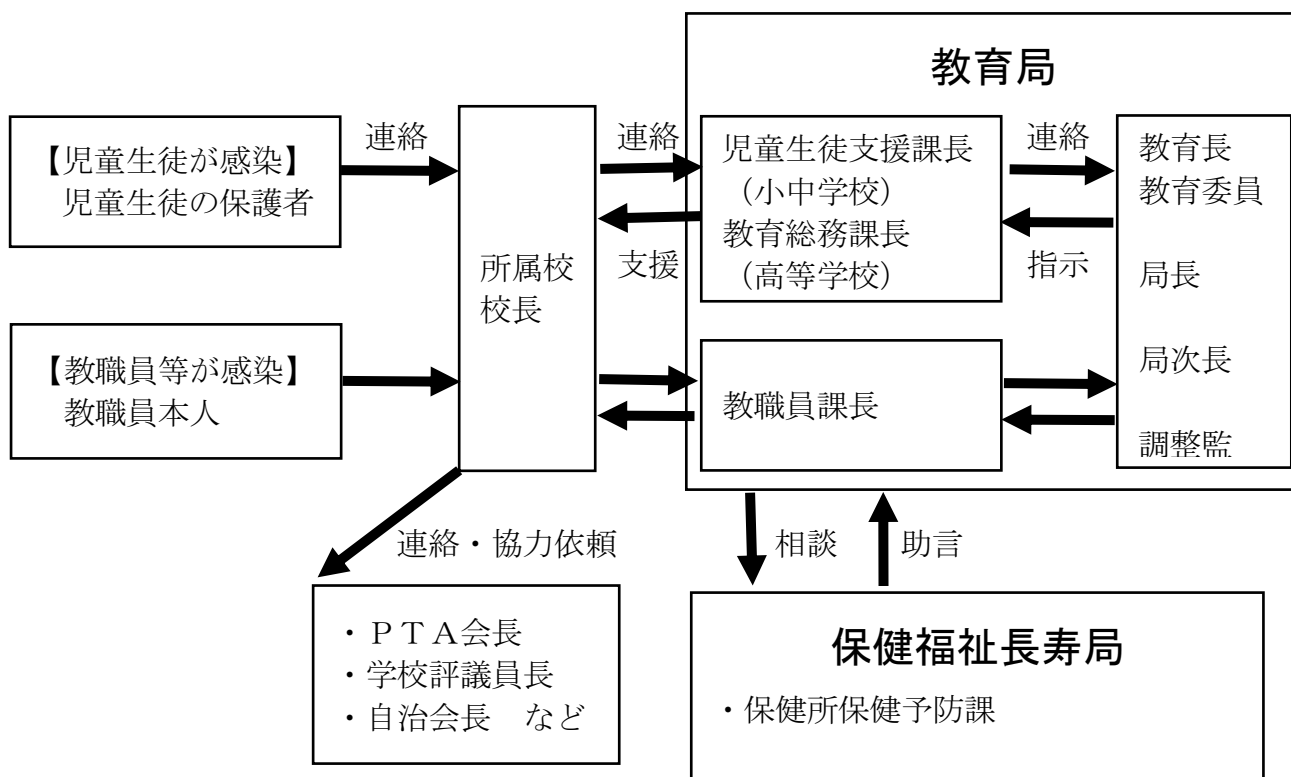 教育局
【児童生徒が感染】
児童生徒の保護者
連絡
所属校
校長
連絡
支援
児童生徒支援課長
（小中学校）
教育総務課長
（高等学校）
連絡
指示
教育長
教育委員
局長
局次長
調整監
【教職員等が感染】
教職員本人
教職員課長
連絡・協力依頼
相談
助言
・ＰＴＡ会長
・学校評議員長
・自治会長　など
保健福祉長寿局
・保健所保健予防課